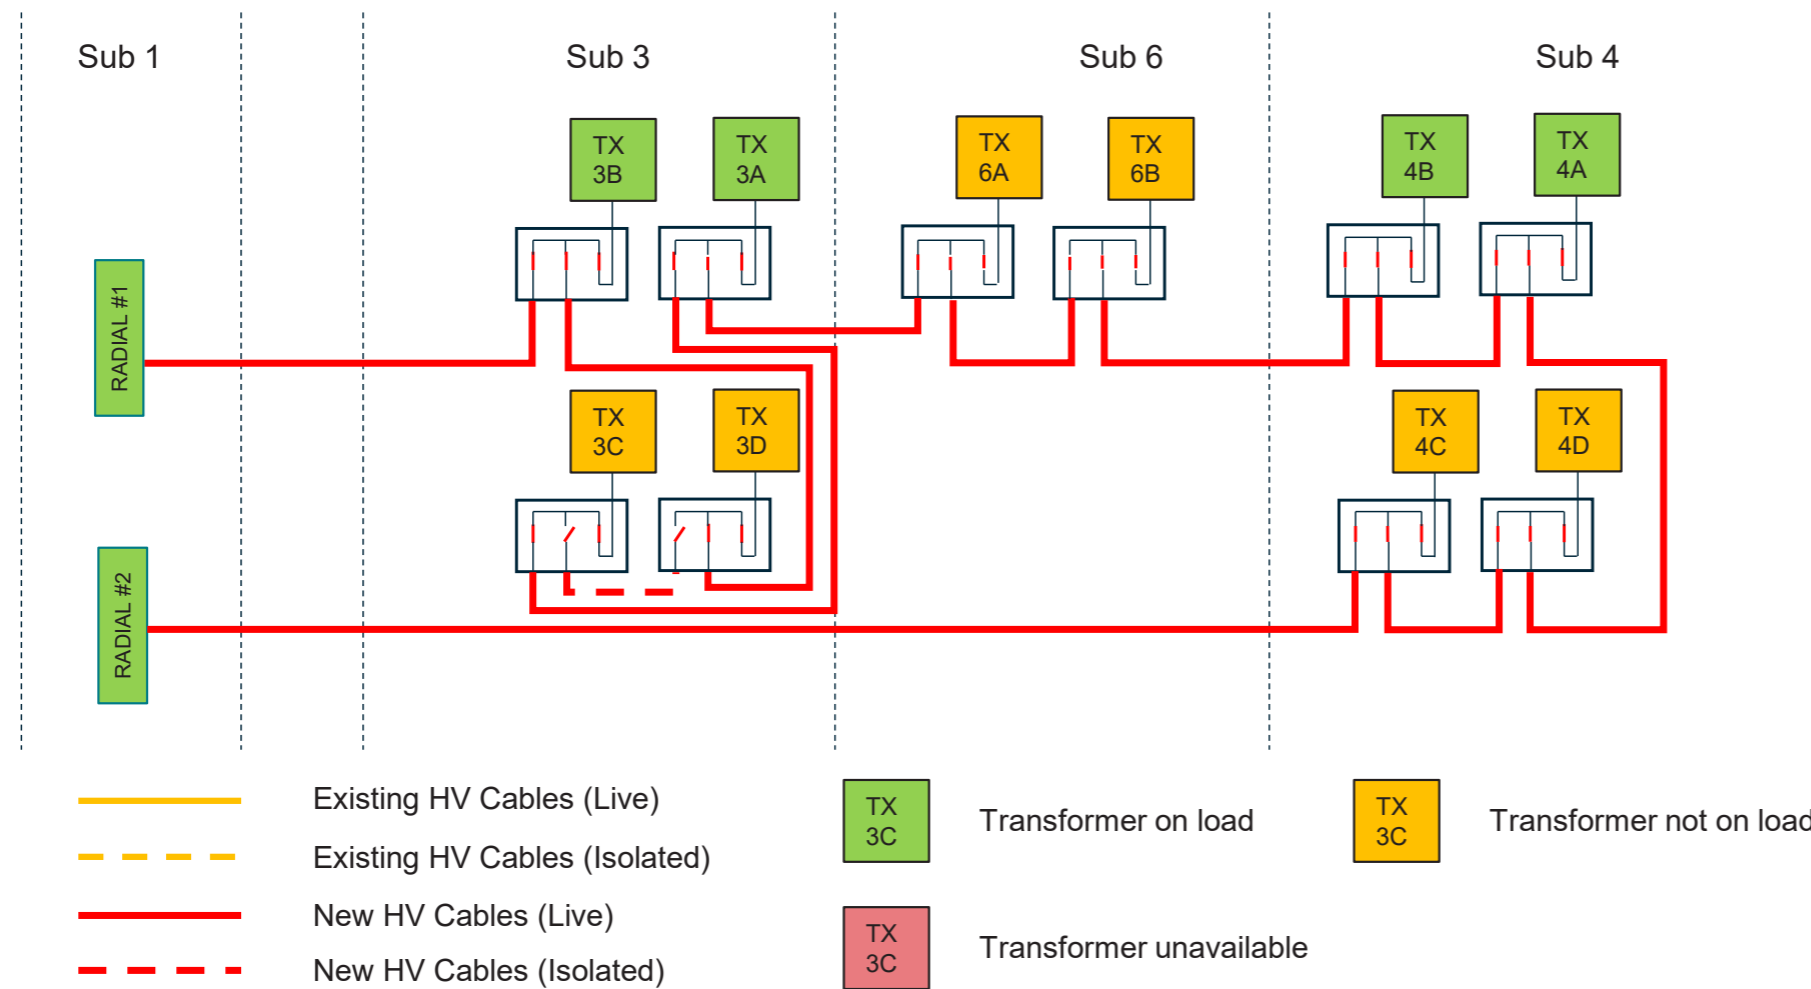 Sub 1
Sub 3
Sub 6
Sub 4
TX
3B
TX
3A
TX
6A
TX
6B
TX
4B
TX
4A
RADIAL #1
TX
3C
TX
3D
TX
4C
TX
4D
RADIAL #2
Existing HV Cables (Live)
Existing HV Cables (Isolated)
New HV Cables (Live)
New HV Cables (Isolated)
TX
3C
Transformer on load
TX
3C
Transformer not on load
TX
3C
Transformer unavailable